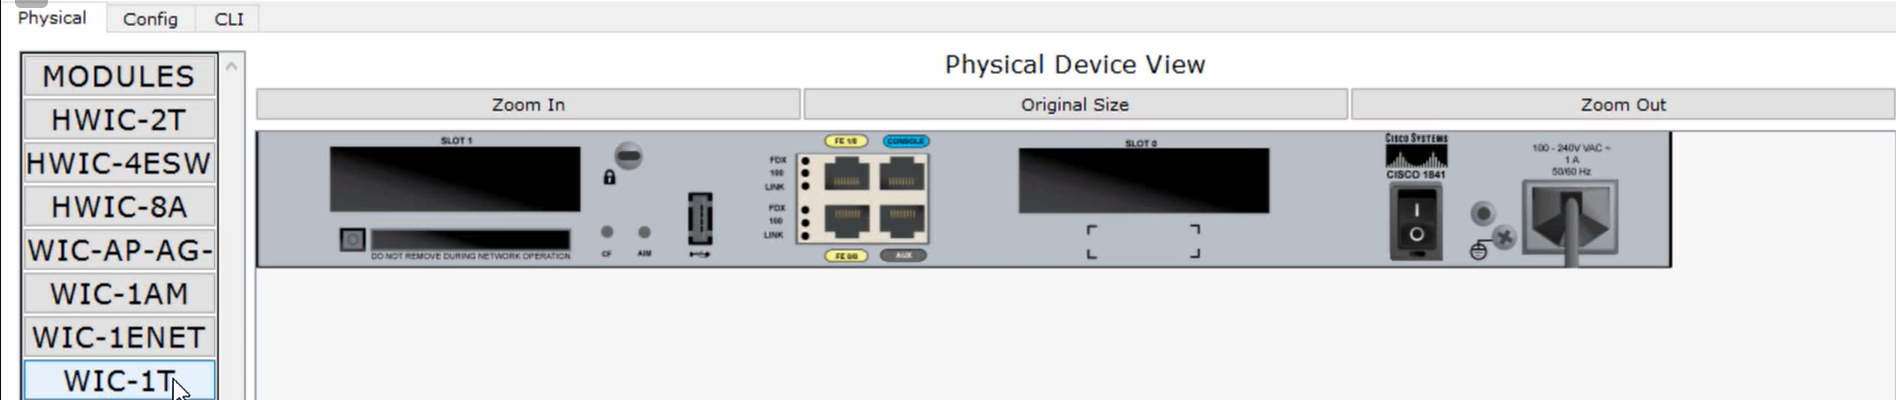 Physical Config CLI
MODULES
HWIC-2T
HWIC-4ESW
HWIC-8A
WIC-AP-AG-
WIC-1AM
WIC-1ENET
WIC-1T
Physical Device View
Zoom In Original Size Zoom Out
SLOT 1
DO NOT REMOVE DURING NETWORK OPERATION
CF AIM
FE 1/0 CONSOLE
FDX
100
LINK
FDX
100
LINK
FE 0/0 AUX
SLOT 0
CISCO SYSTEMS
CISCO 1841
I
O
100 - 240V VAC ~
1 A
50/60 Hz